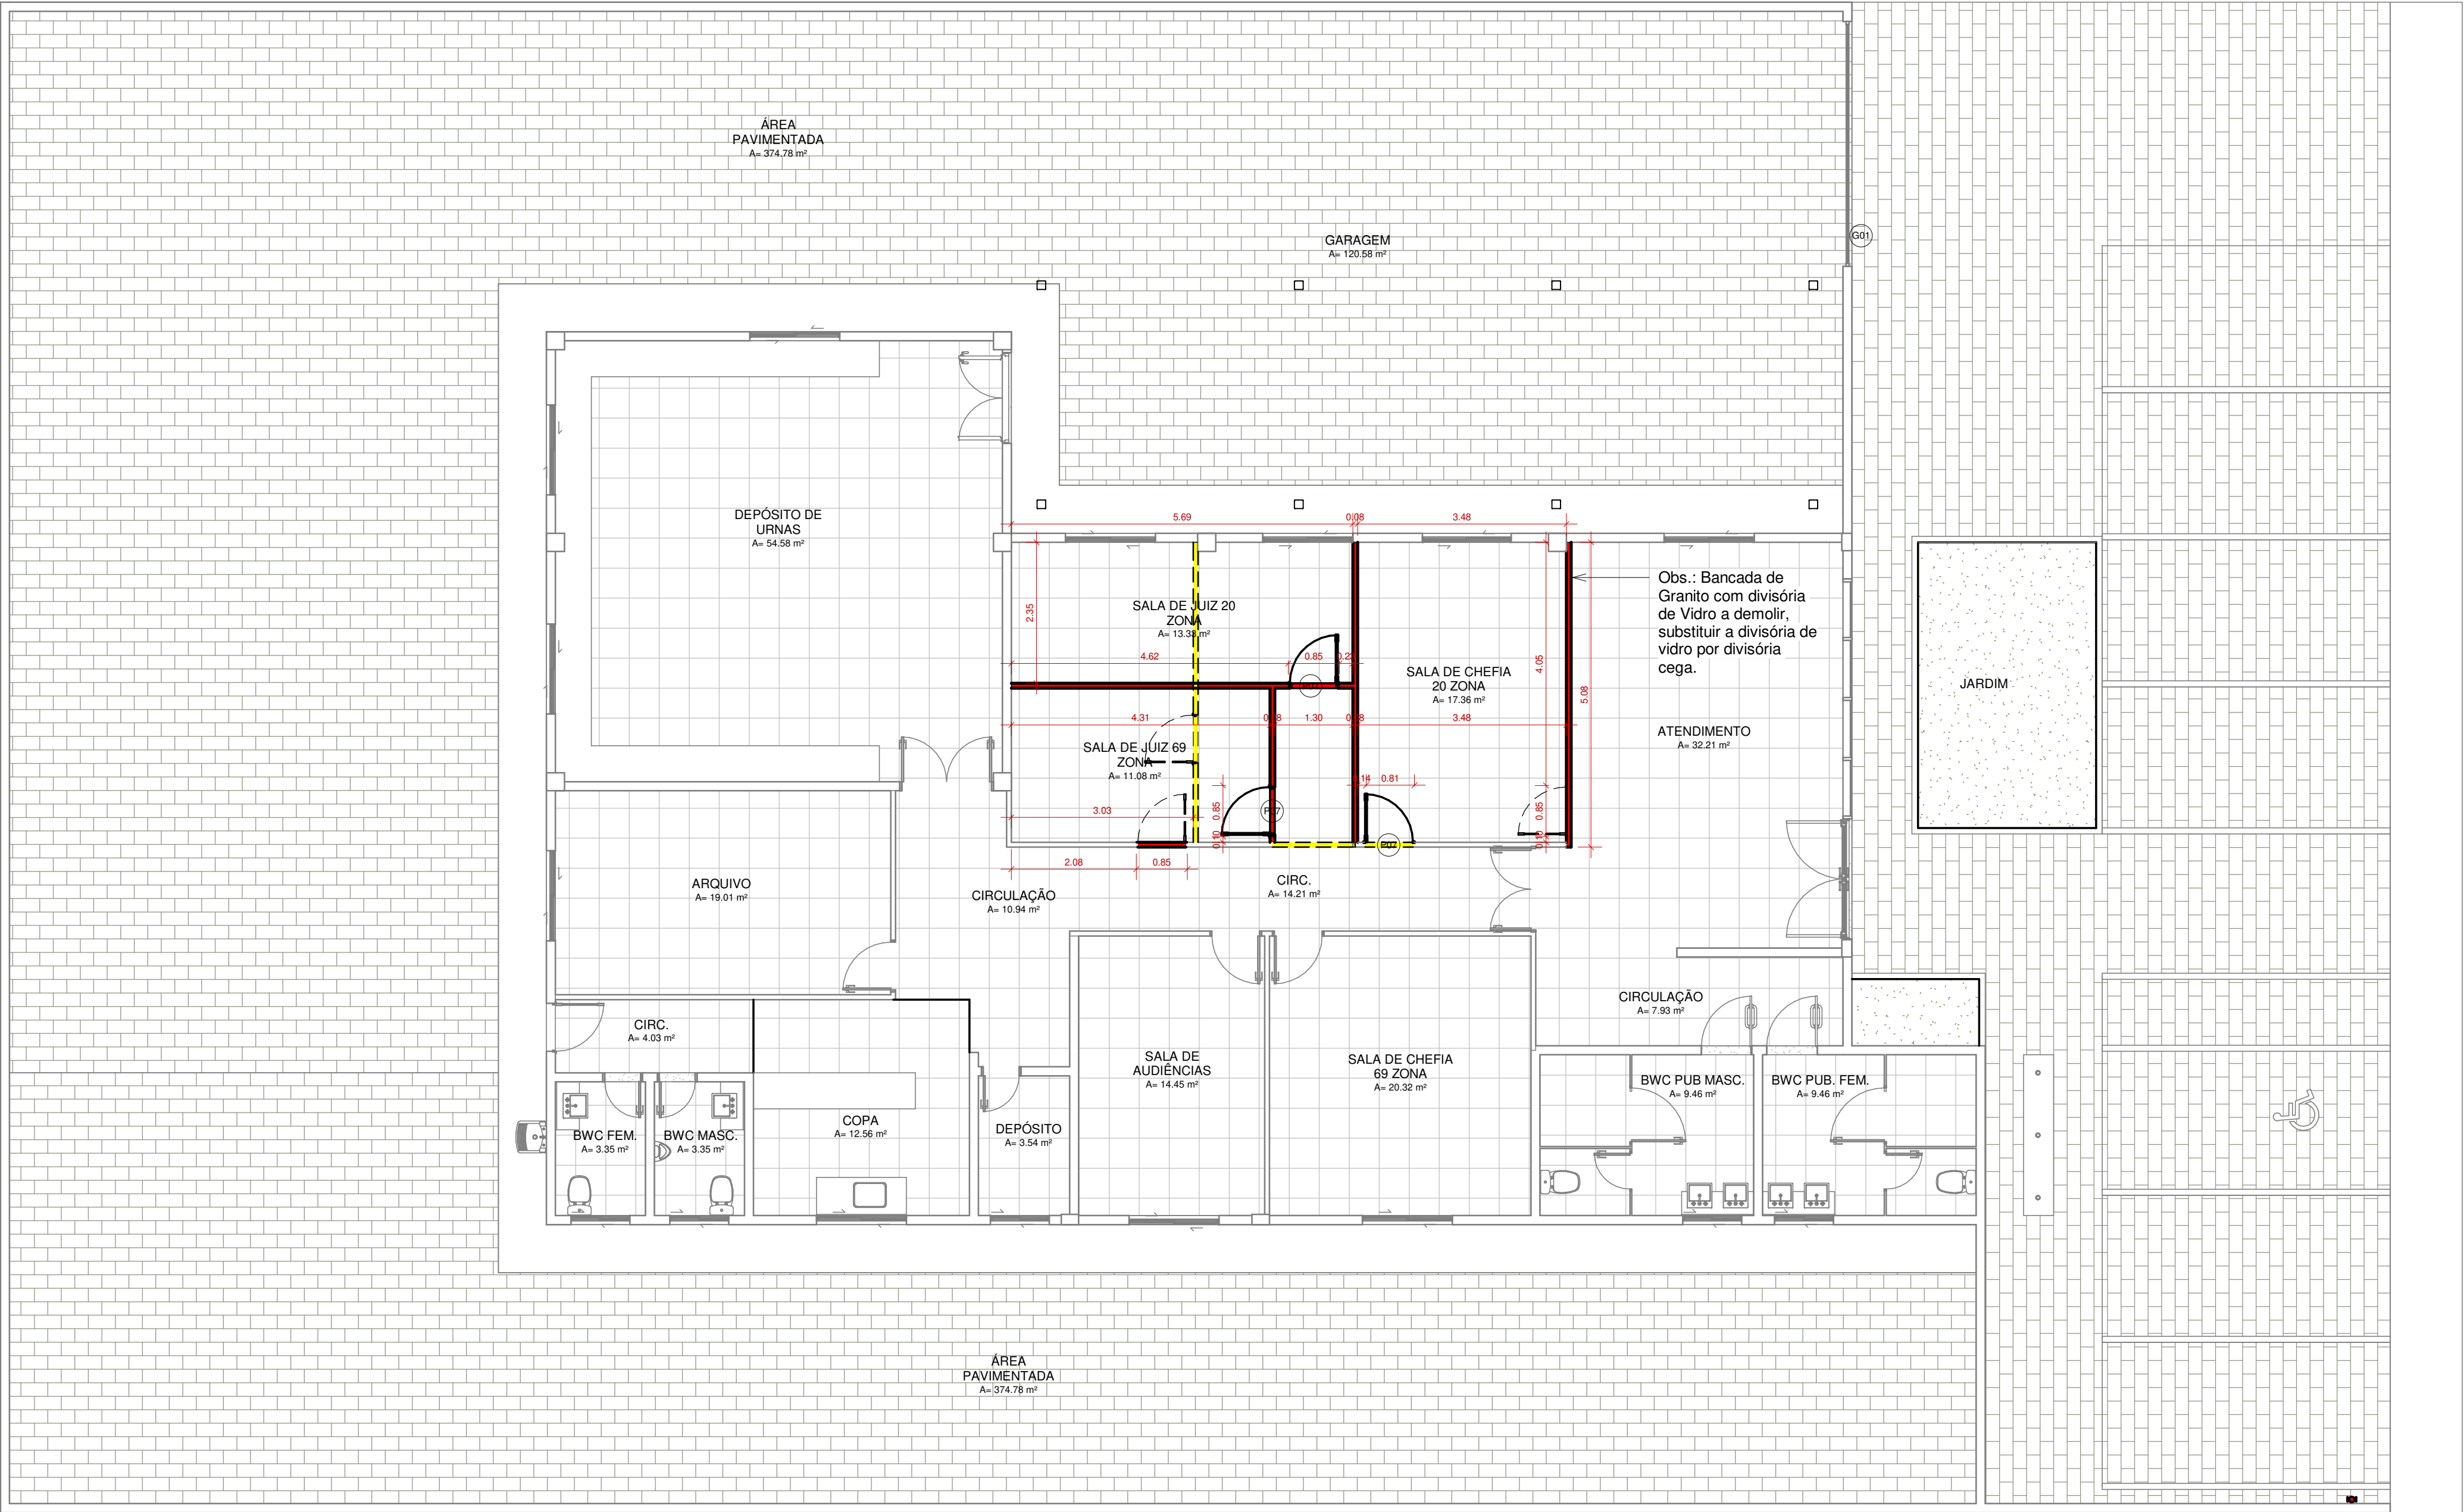 ÁREA
PAVIMENTADA
A= 374.78 m²
GARAGEM
A= 120.58 m²
G01
DEPÓSITO DE
URNAS
A= 54.58 m²
5.69
0.08
3.48
2.35
SALA DE JUIZ 20
ZONA
4.62
0.85
SALA DE CHEFIA
20 ZONA
A= 17.36 m²
4.05
5.08
Obs.: Bancada de
Granito com divisória
de Vidro a demolir,
substituir a divisória de
vidro por divisória
cega.
JARDIM
ATENDIMENTO
A= 32.21 m²
4.31
1.30
3.48
SALA DE JUIZ 69
ZONA
A= 11.08 m²
0.81
3.03
0.85
0.10
P07
P07
0.85
0.10
2.08
0.85
ARQUIVO
A= 19.01 m²
CIRCULAÇÃO
A= 10.94 m²
CIRC.
A= 14.21 m²
CIRCULAÇÃO
A= 7.93 m²
CIRC.
A= 4.03 m²
SALA DE
AUDIÊNCIAS
A= 14.45 m²
SALA DE CHEFIA
69 ZONA
A= 20.32 m²
BWC PUB MASC.
A= 9.46 m²
BWC PUB. FEM.
A= 9.46 m²
BWC FEM.
A= 3.35 m²
BWC MASC.
A= 3.35 m²
COPA
A= 12.56 m²
DEPÓSITO
A= 3.54 m²
ÁREA
PAVIMENTADA
A= 374.78 m²